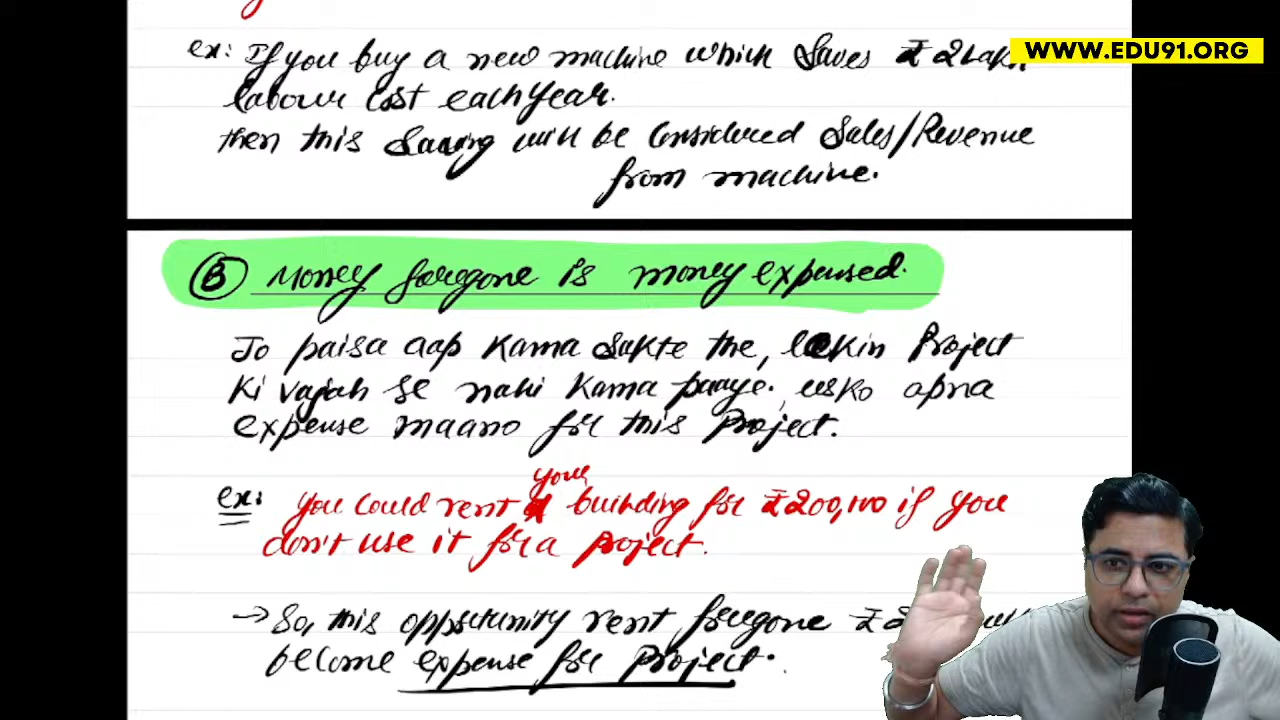 ex: If you buy a new machine which saves ₹ 2 Lakh
WWW.EDU91.ORG
labour cost each year.
then this saving will be considered Sales/Revenue
from machine.
(B) Money foregone is money expensed.
Jo paisa aap kama sakte the, lekin Project
ki vajah se nahi kama paaye, usko apna
expense maano for this Project.
your
ex: You could rent building for ₹200,000 if you
don't use it for a project.
→ So, this opportunity rent foregone
become expense for project.